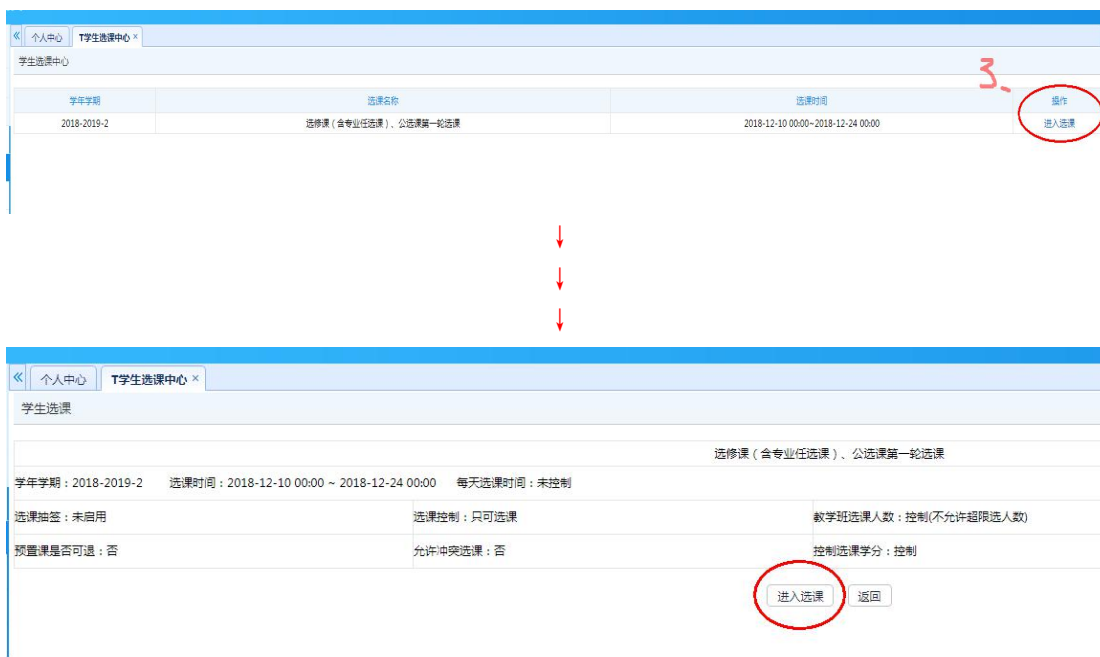 « 个人中心 T学生选课中心 ×
学生选课中心
3、
学年学期 选课名称 选课时间 操作
2018-2019-2 选修课（含专业任选课）、公选课第一轮选课 2018-12-10 00:00~2018-12-24 00:00 进入选课
↓
↓
↓
« 个人中心 T学生选课中心 ×
学生选课
选修课（含专业任选课）、公选课第一轮选课
学年学期：2018-2019-2 选课时间：2018-12-10 00:00 ~ 2018-12-24 00:00 每天选课时间：未控制
选课抽签：未启用 选课控制：只可选课 教学班选课人数：控制(不允许超限选人数)
预置课是否可退：否 允许冲突选课：否 控制选课学分：控制
进入选课 返回